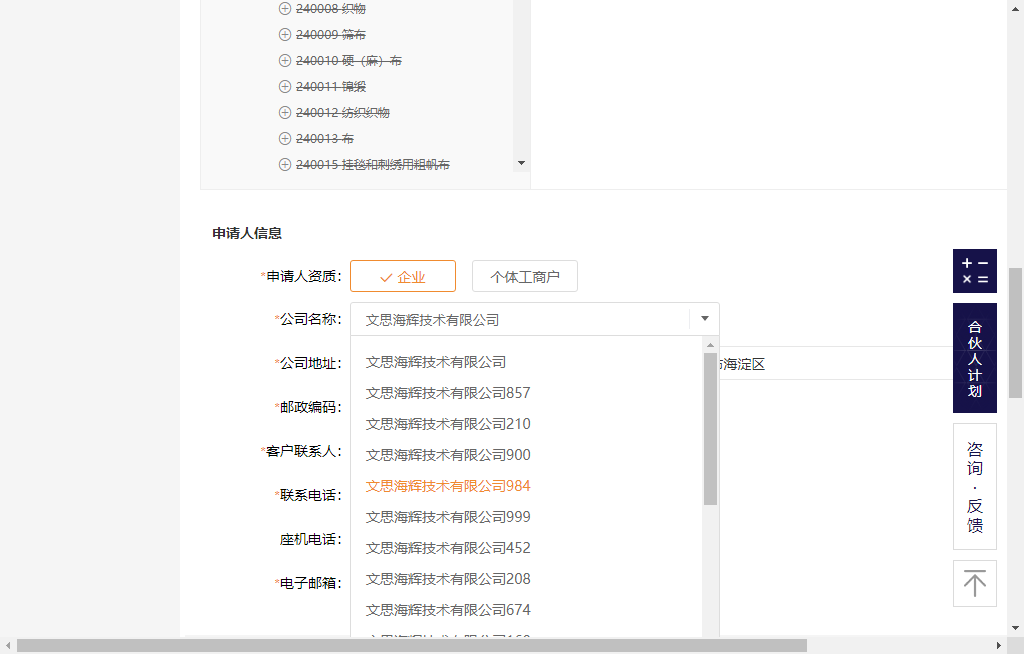 240008 织物
240009 筛布
240010 硬（麻）布
240011 锦缎
240012 纺织织物
240013 布
240015 挂毯和刺绣用粗帆布
申请人信息
*申请人资质： 企业 个体工商户
*公司名称： 文思海辉技术有限公司
*公司地址： 海淀区
*邮政编码：
*客户联系人：
*联系电话：
座机电话：
*电子邮箱：
文思海辉技术有限公司
文思海辉技术有限公司857
文思海辉技术有限公司210
文思海辉技术有限公司900
文思海辉技术有限公司984
文思海辉技术有限公司999
文思海辉技术有限公司452
文思海辉技术有限公司208
文思海辉技术有限公司674
合伙人计划
咨询·反馈